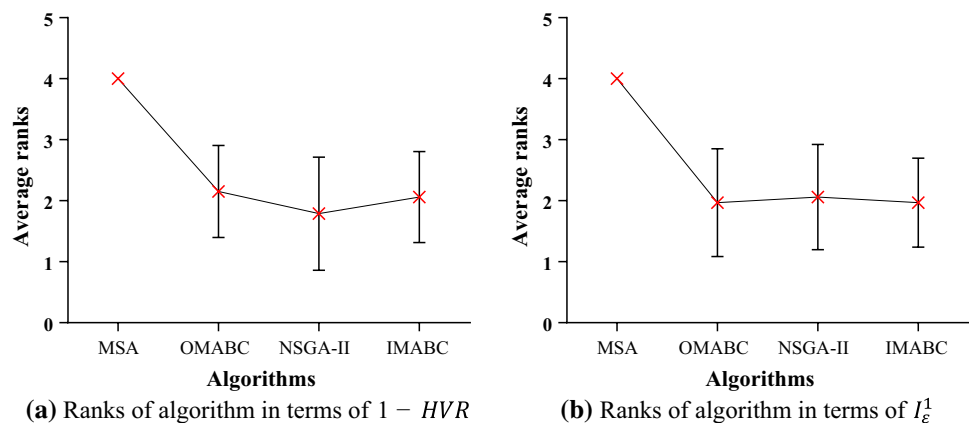 5
4
3
2
1
0
Average ranks
MSA OMABC NSGA-II IMABC
Algorithms
(a) Ranks of algorithm in terms of 1 − HVR
5
4
3
2
1
0
Average ranks
MSA OMABC NSGA-II IMABC
Algorithms
(b) Ranks of algorithm in terms of I¹ε